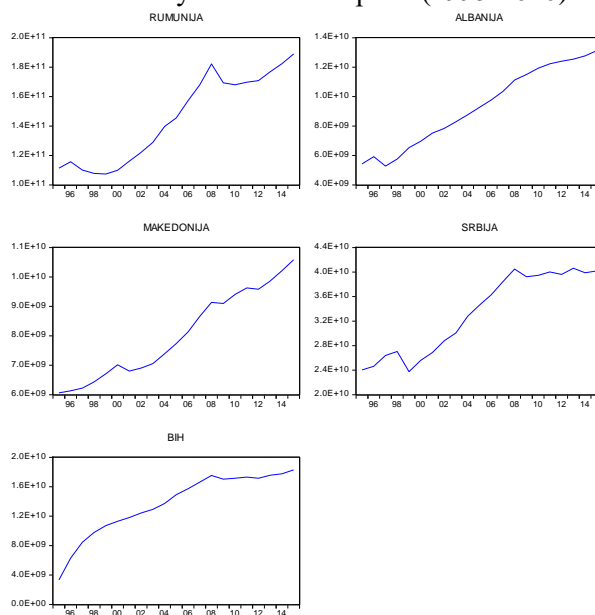 RUMUNIJA
2.0E+11
1.8E+11
1.6E+11
1.4E+11
1.2E+11
1.0E+11
96 98 00 02 04 06 08 10 12 14
ALBANIJA
1.4E+10
1.2E+10
1.0E+10
8.0E+09
6.0E+09
4.0E+09
96 98 00 02 04 06 08 10 12 14
MAKEDONIJA
1.1E+10
1.0E+10
9.0E+09
8.0E+09
7.0E+09
6.0E+09
96 98 00 02 04 06 08 10 12 14
SRBIJA
4.4E+10
4.0E+10
3.6E+10
3.2E+10
2.8E+10
2.4E+10
2.0E+10
96 98 00 02 04 06 08 10 12 14
BIH
2.0E+10
1.6E+10
1.2E+10
8.0E+09
4.0E+09
0.0E+00
96 98 00 02 04 06 08 10 12 14